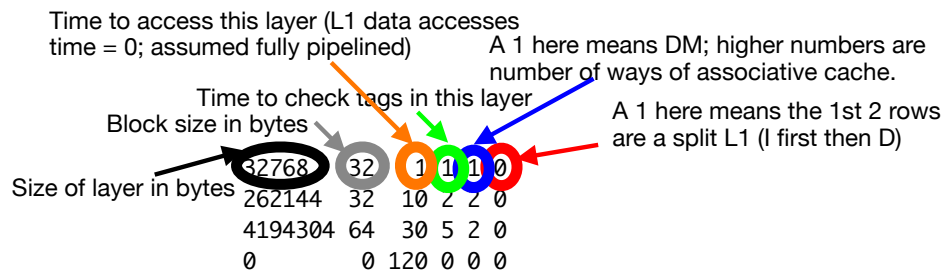 Time to access this layer (L1 data accesses
time = 0; assumed fully pipelined)
A 1 here means DM; higher numbers are
number of ways of associative cache.
Time to check tags in this layer
Block size in bytes
A 1 here means the 1st 2 rows
are a split L1 (I first then D)
Size of layer in bytes
32768 32 1 1 1 0
262144 32 10 2 2 0
4194304 64 30 5 2 0
0 0 120 0 0 0